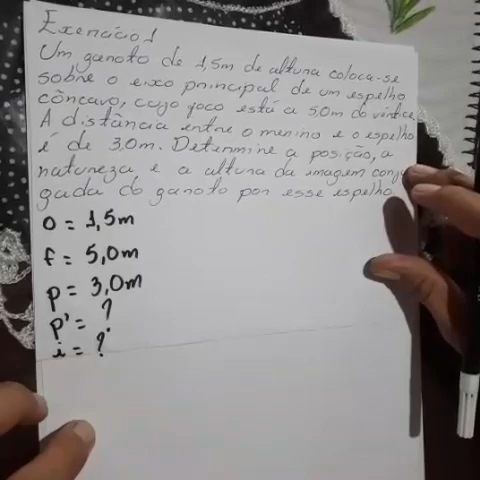 Exercício 1
Um garoto de 1,5m de altura coloca-se
sobre o eixo principal de um espelho
côncavo, cujo foco está a 5,0m do vértice.
A distância entre o menino e o espelho
é de 3,0m. Determine a posição, a
natureza e a altura da imagem conju
gada do garoto por esse espelho.
O = 1,5m
f = 5,0m
p = 3,0m
p' = ?
i = ?